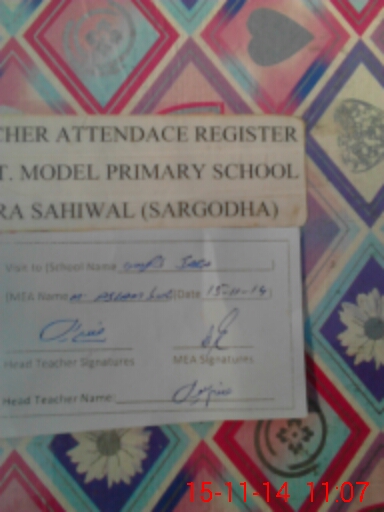 CHER ATTENDACE REGISTER
T. MODEL PRIMARY SCHOOL
RA SAHIWAL (SARGODHA)
Visit to (School Name
(MEA Name M Date 15-11-14)
Head Teacher Signatures MEA Signatures
Head Teacher Name:
15-11-14 11:07